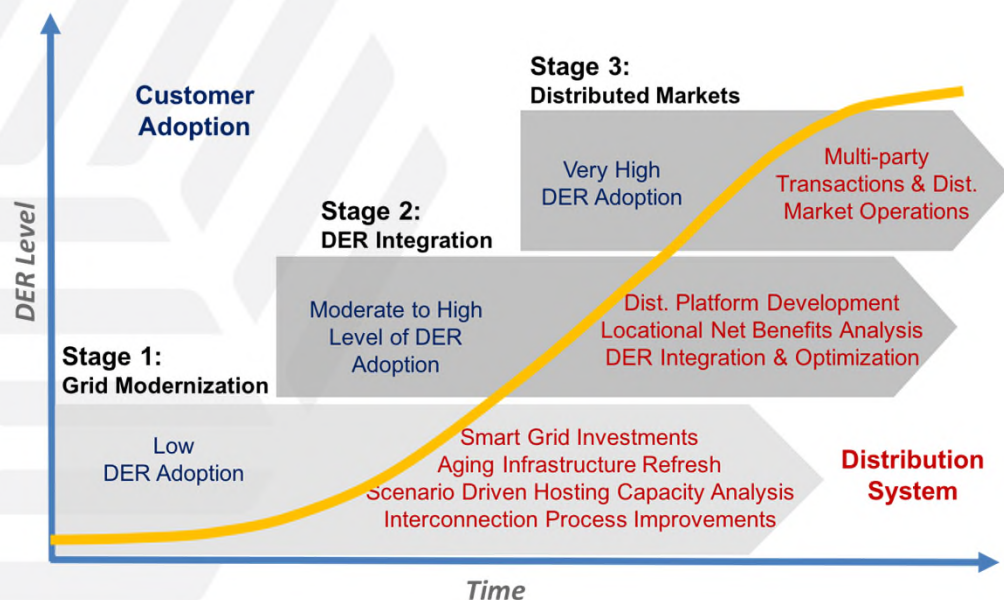 Customer
Adoption
Stage 3:
Distributed Markets
Very High
DER Adoption
Multi-party
Transactions & Dist.
Market Operations
Stage 2:
DER Integration
Moderate to High
Level of DER
Adoption
Dist. Platform Development
Locational Net Benefits Analysis
DER Integration & Optimization
Stage 1:
Grid Modernization
Low
DER Adoption
Smart Grid Investments
Aging Infrastructure Refresh
Scenario Driven Hosting Capacity Analysis
Interconnection Process Improvements
Distribution
System
DER Level
Time